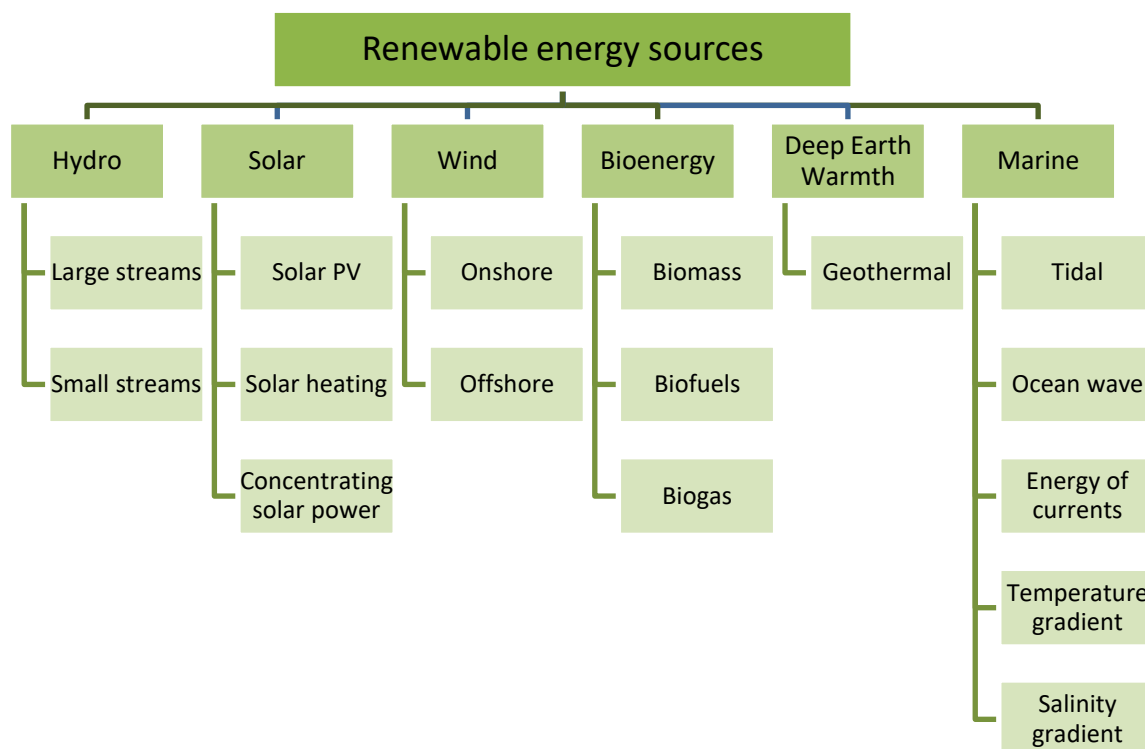 Renewable energy sources
Hydro
Solar
Wind
Bioenergy
Deep Earth
Warmth
Marine
Large streams
Solar PV
Onshore
Biomass
Geothermal
Tidal
Small streams
Solar heating
Offshore
Biofuels
Ocean wave
Concentrating
solar power
Biogas
Energy of
currents
Temperature
gradient
Salinity
gradient